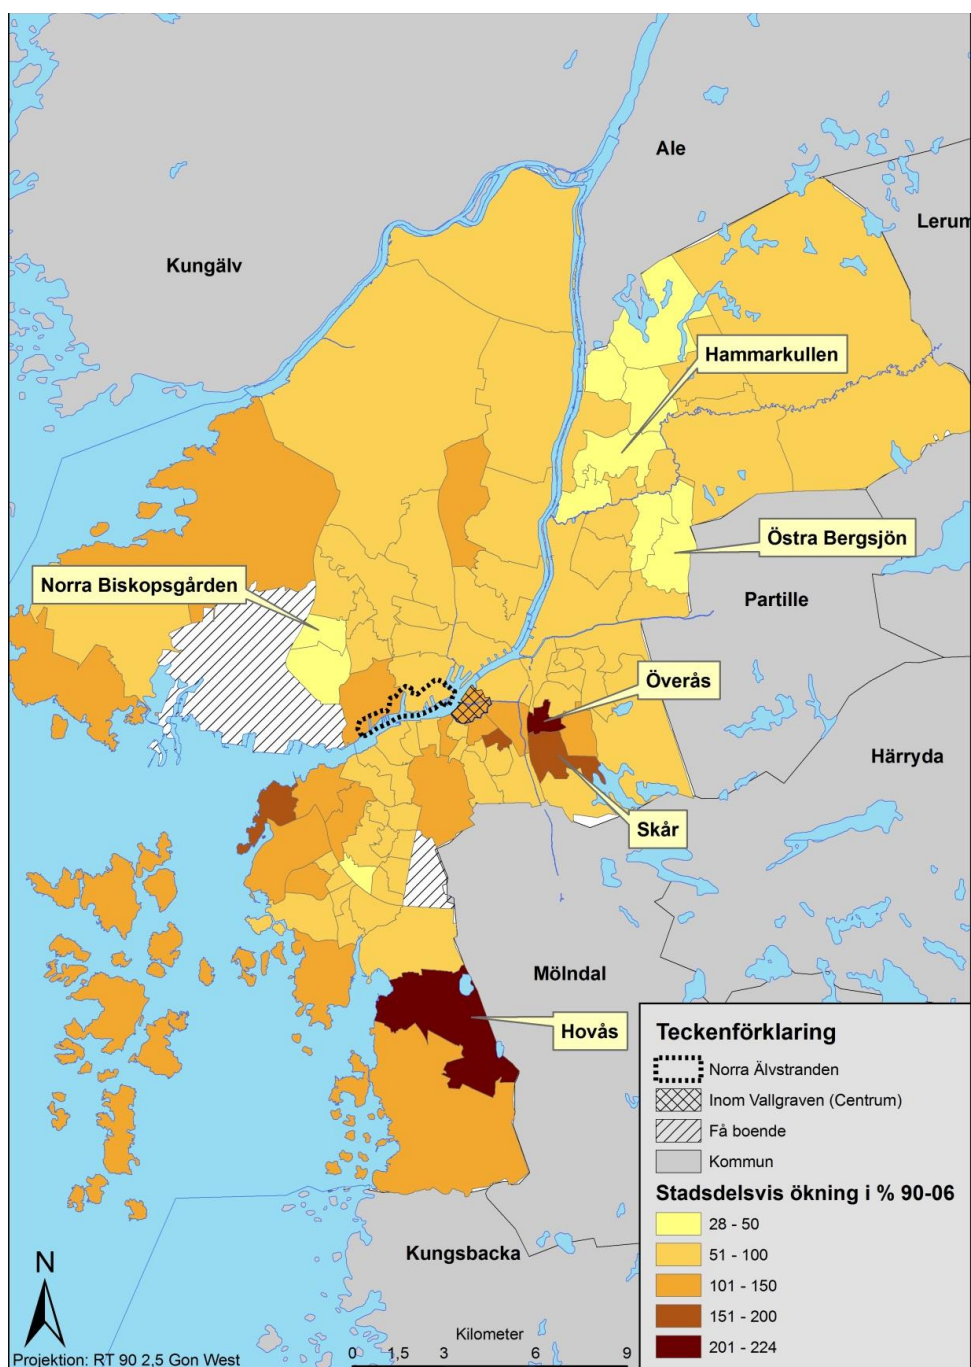 Ale
Lerum
Kungälv
Hammarkullen
Östra Bergsjön
Norra Biskopsgården
Partille
Överås
Härryda
Skår
Mölndal
Hovås
Kungsbacka
Teckenförklaring
Norra Älvstranden
Inom Vallgraven (Centrum)
Få boende
Kommun
Stadsdelsvis ökning i % 90-06
28 - 50
51 - 100
101 - 150
151 - 200
201 - 224
N
Kilometer
0 1,5 3 6 9
Projektion: RT 90 2,5 Gon West